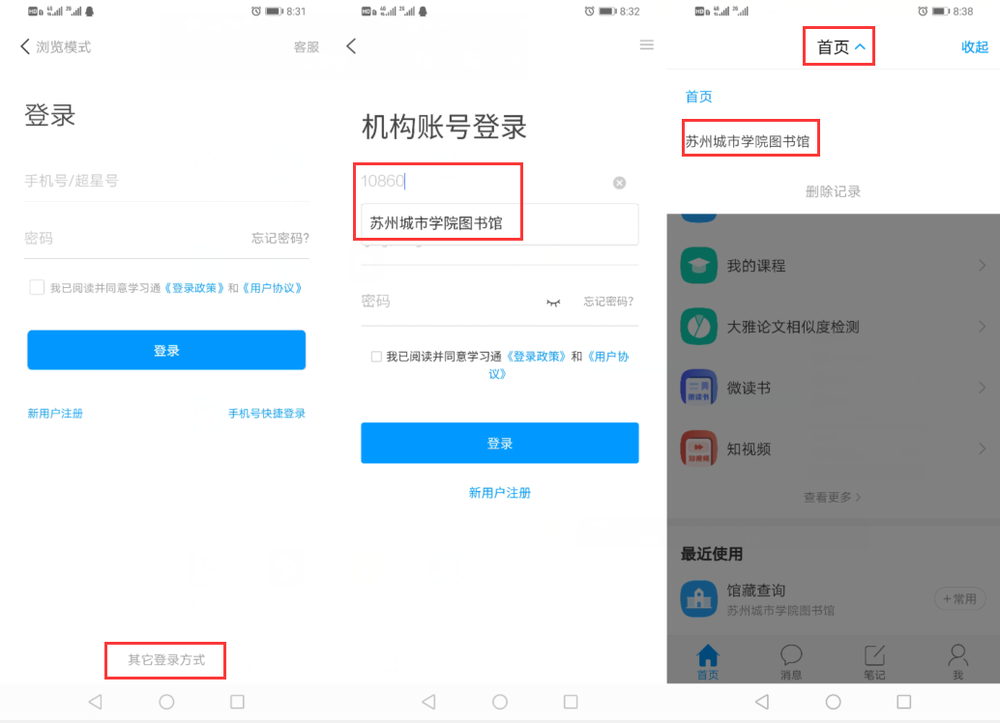 8:31
浏览模式
客服
登录
手机号/超星号
密码
忘记密码?
我已阅读并同意学习通《登录政策》和《用户协议》
登录
新用户注册
手机号快捷登录
其它登录方式
8:32
机构账号登录
10860
苏州城市学院图书馆
密码
忘记密码?
我已阅读并同意学习通《登录政策》和《用户协
议》
登录
新用户注册
8:38
首页
收起
首页
苏州城市学院图书馆
删除记录
我的课程
大雅论文相似度检测
微读书
知视频
查看更多
最近使用
馆藏查询
苏州城市学院图书馆
+常用
首页
消息
笔记
我